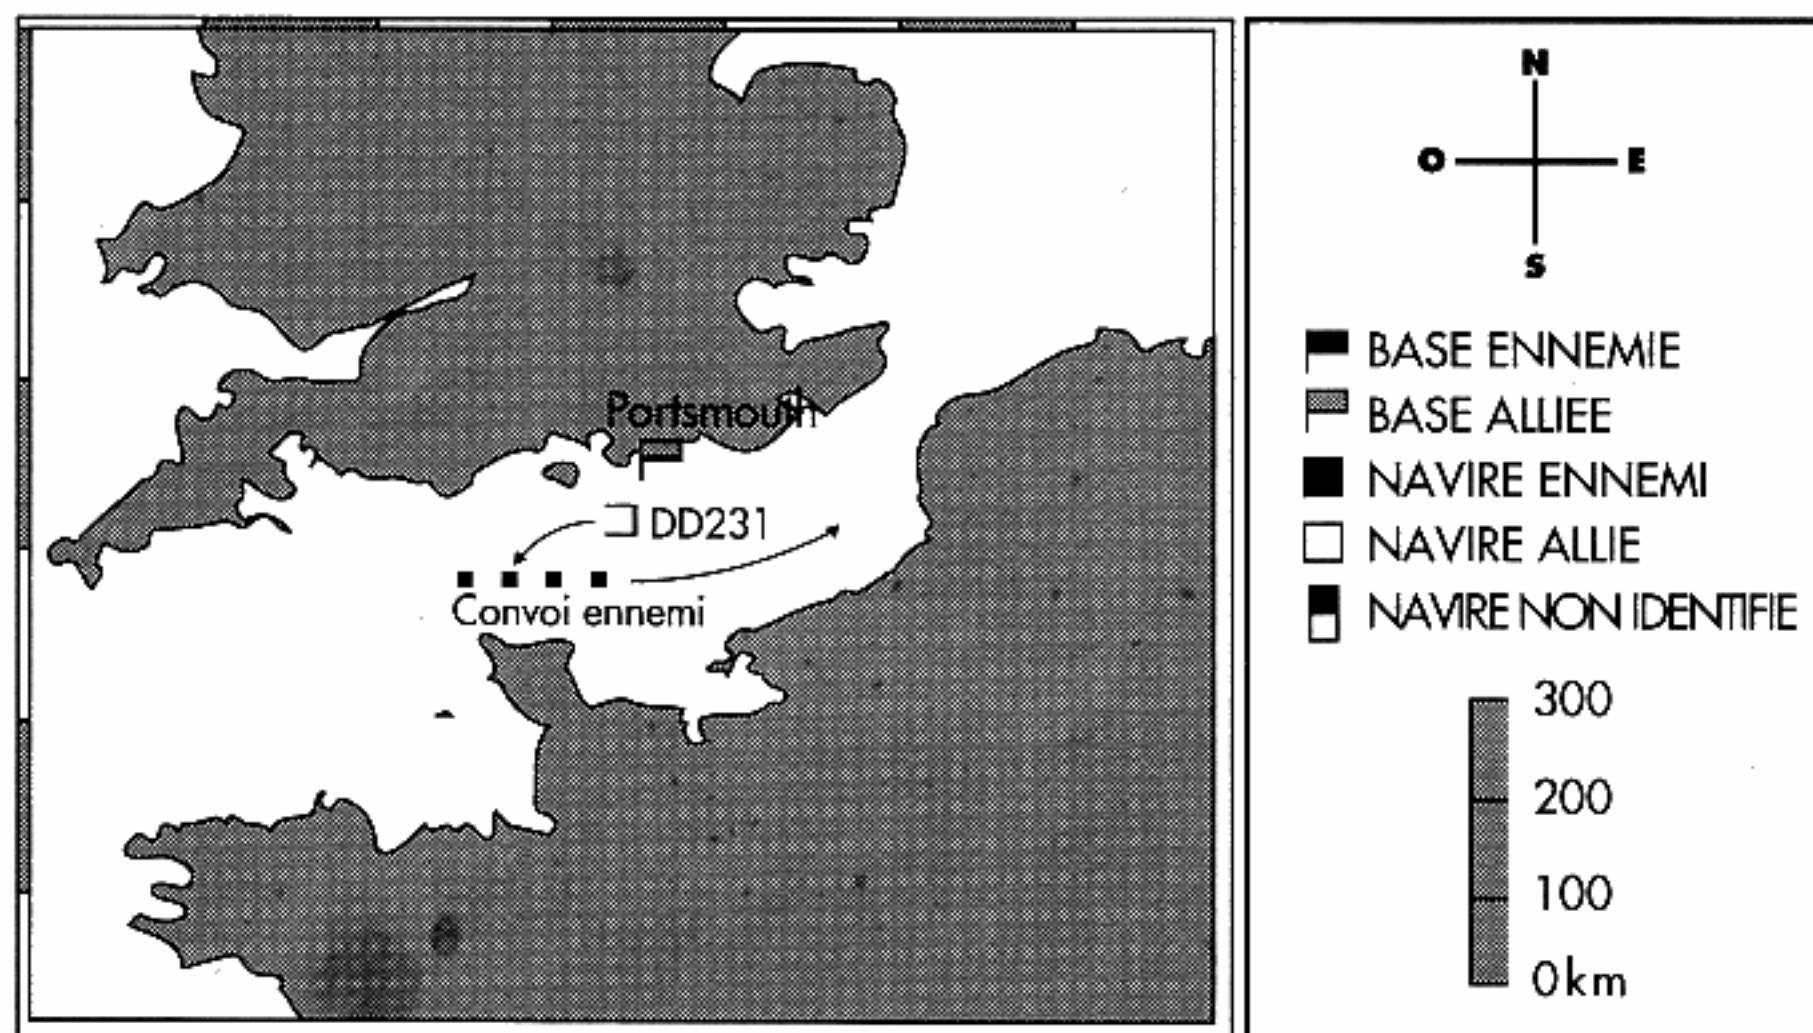 Portsmouth
DD231
Convoi ennemi
N
O E
S
BASE ENNEMIE
BASE ALLIEE
NAVIRE ENNEMI
NAVIRE ALLIE
NAVIRE NON IDENTIFIE
300
200
100
0km